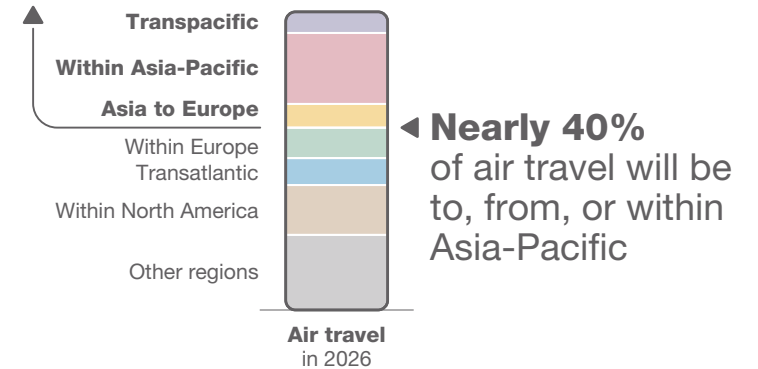 Transpacific
Within Asia-Pacific
Asia to Europe
Within Europe
Transatlantic
Within North America
Other regions
Nearly 40%
of air travel will be
to, from, or within
Asia-Pacific
Air travel
in 2026